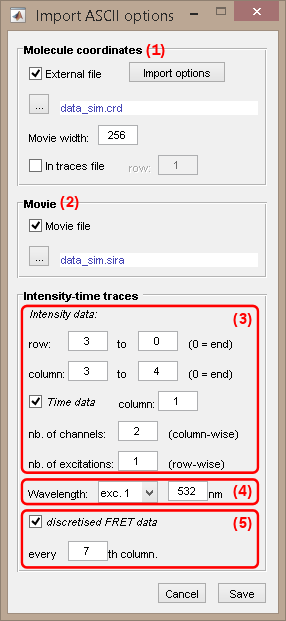 Import ASCII options
Molecule coordinates (1)
External file Import options
... data_sim.crd
Movie width: 256
In traces file row: 1
Movie (2)
Movie file
... data_sim.sira
Intensity-time traces
Intensity data: (3)
row: 3 to 0 (0 = end)
column: 3 to 4 (0 = end)
Time data column: 1
nb. of channels: 2 (column-wise)
nb. of excitations: 1 (row-wise)
(4)
Wavelength: exc. 1 532 nm
discretised FRET data (5)
every 7 th column.
Cancel Save